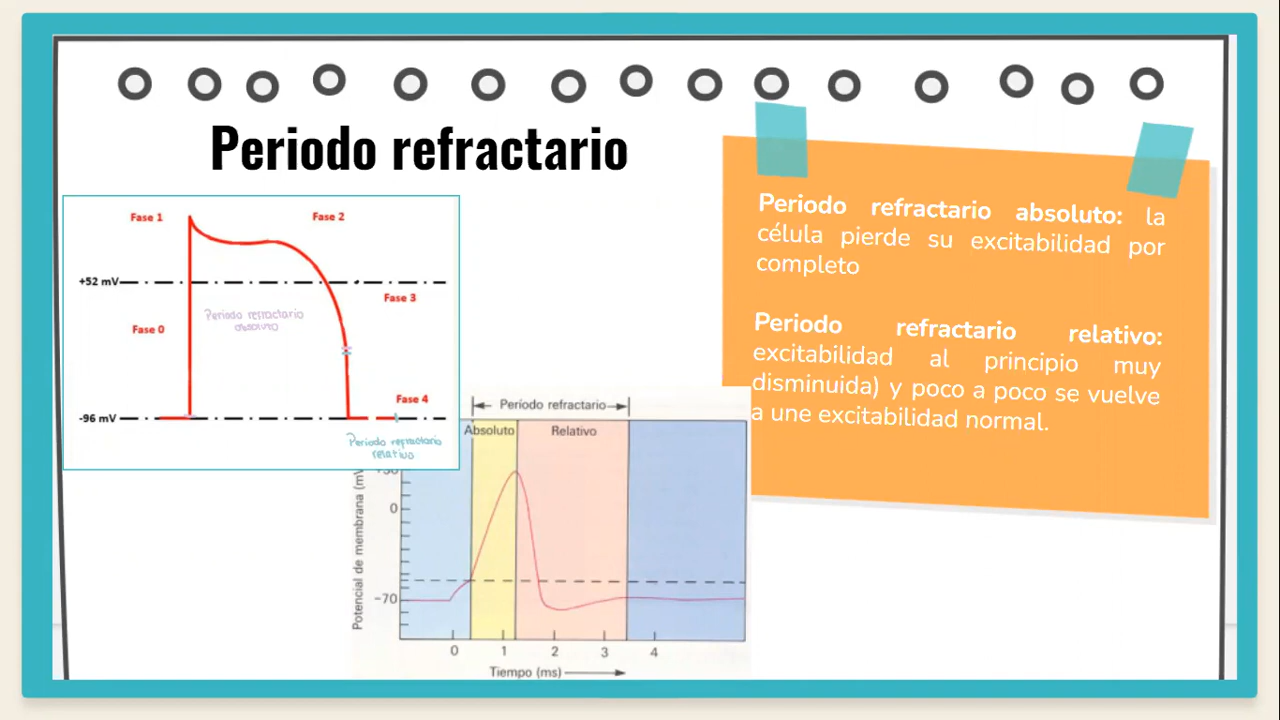 Periodo refractario
Fase 1
Fase 2
+52 mV
Fase 3
Periodo refractario
absoluto
Fase 0
Fase 4
-96 mV
Periodo refractario
relativo
Periodo refractario absoluto: la
célula pierde su excitabilidad por
completo
Periodo refractario relativo:
excitabilidad al principio muy
disminuida) y poco a poco se vuelve
a une excitabilidad normal.
Período refractario
Absoluto
Relativo
0
-70
Potencial de membrana
0
1
2
3
4
Tiempo (ms)